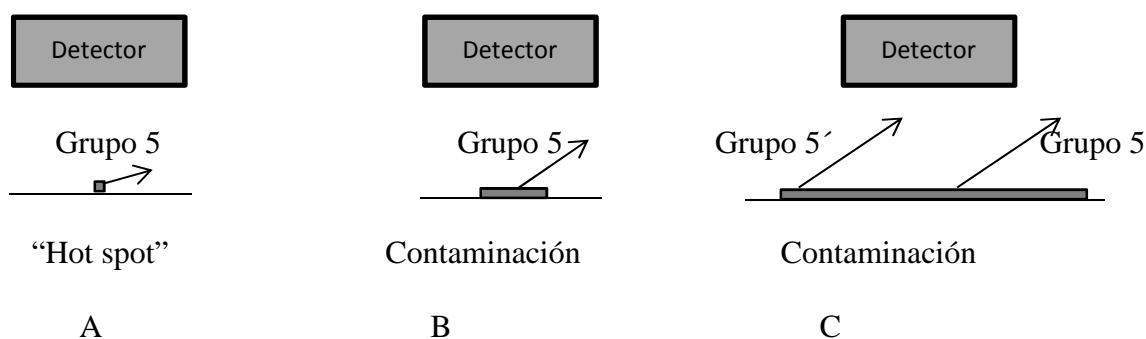 Detector Detector Detector
Grupo 5 Grupo 5 Grupo 5´ Grupo 5
“Hot spot” Contaminación Contaminación
A B C